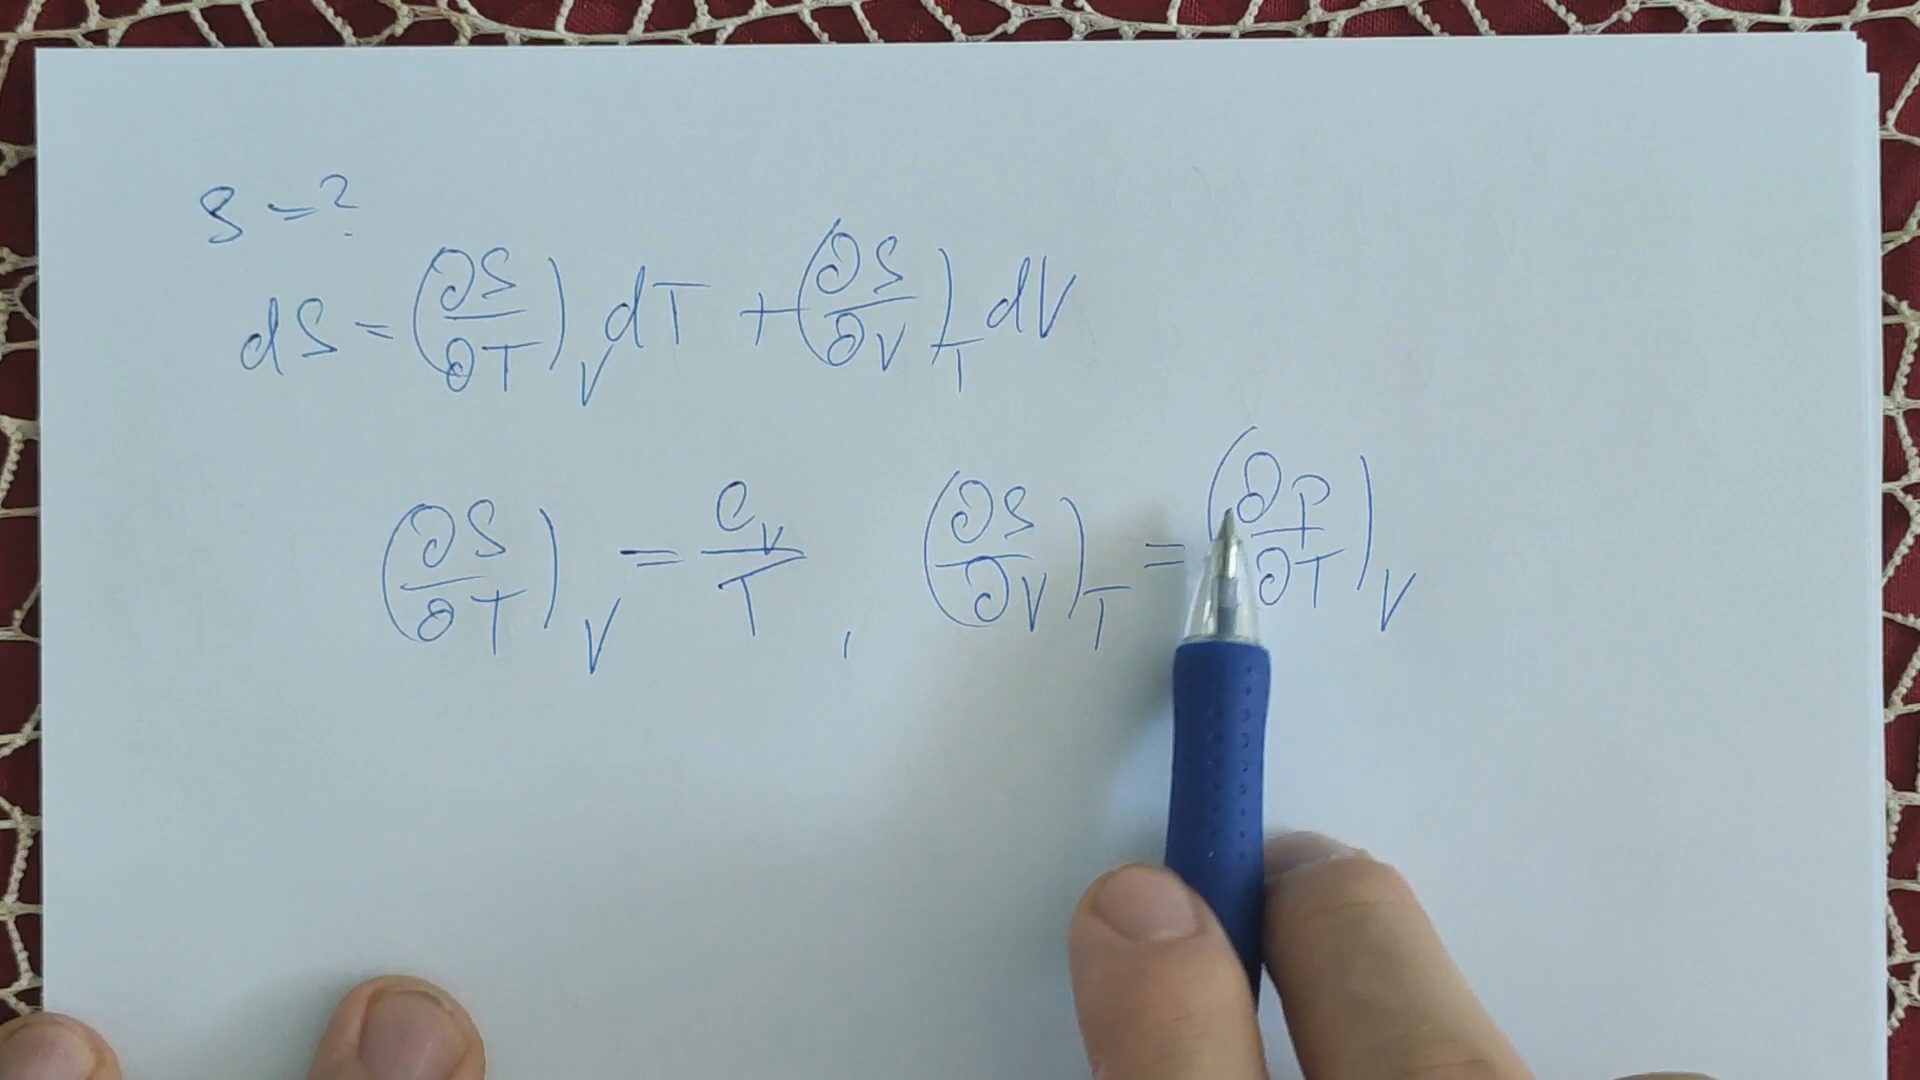 S = ?
dS = (∂S/∂T)_V dT + (∂S/∂V)_T dV
(∂S/∂T)_V = C_V/T , (∂S/∂V)_T = (∂P/∂T)_V